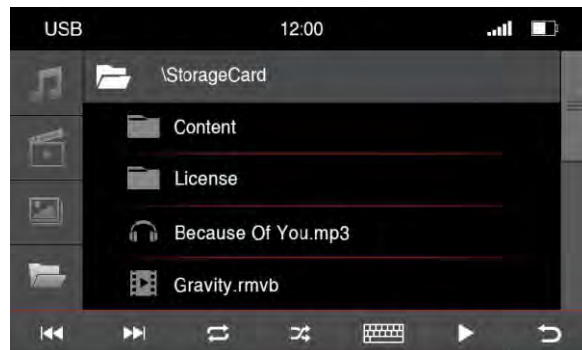 USB 12:00
\StorageCard
Content
License
Because Of You.mp3
Gravity.rmvb